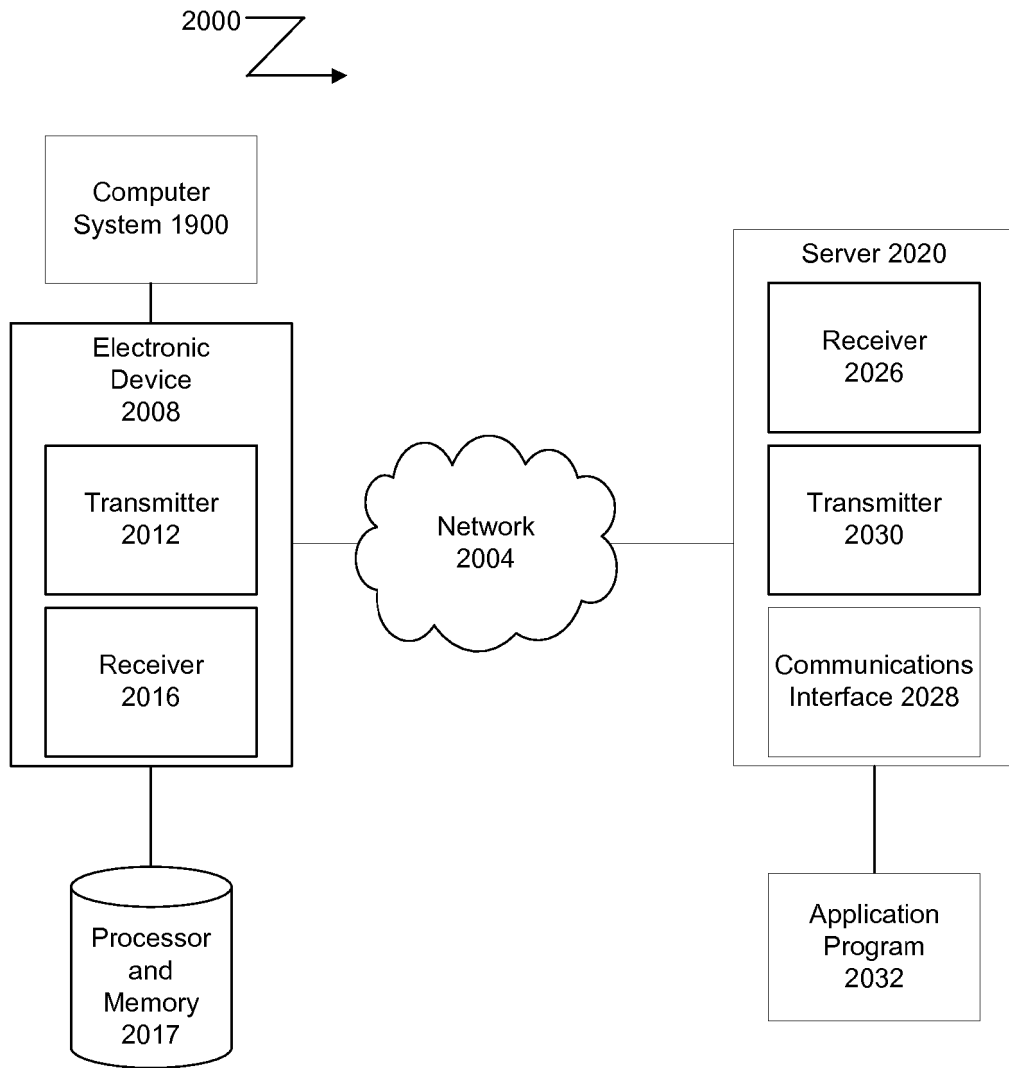 2000
Computer
System 1900
Electronic
Device
2008
Transmitter
2012
Receiver
2016
Processor
and
Memory
2017
Network
2004
Server 2020
Receiver
2026
Transmitter
2030
Communications
Interface 2028
Application
Program
2032